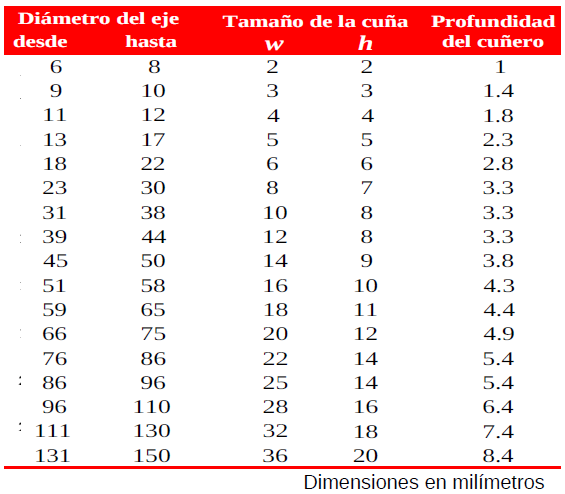 Diámetro del eje Tamaño de la cuña Profundidad
desde hasta w h del cuñero
6 8 2 2 1
9 10 3 3 1.4
11 12 4 4 1.8
13 17 5 5 2.3
18 22 6 6 2.8
23 30 8 7 3.3
31 38 10 8 3.3
39 44 12 8 3.3
45 50 14 9 3.8
51 58 16 10 4.3
59 65 18 11 4.4
66 75 20 12 4.9
76 86 22 14 5.4
86 96 25 14 5.4
96 110 28 16 6.4
111 130 32 18 7.4
131 150 36 20 8.4
Dimensiones en milímetros